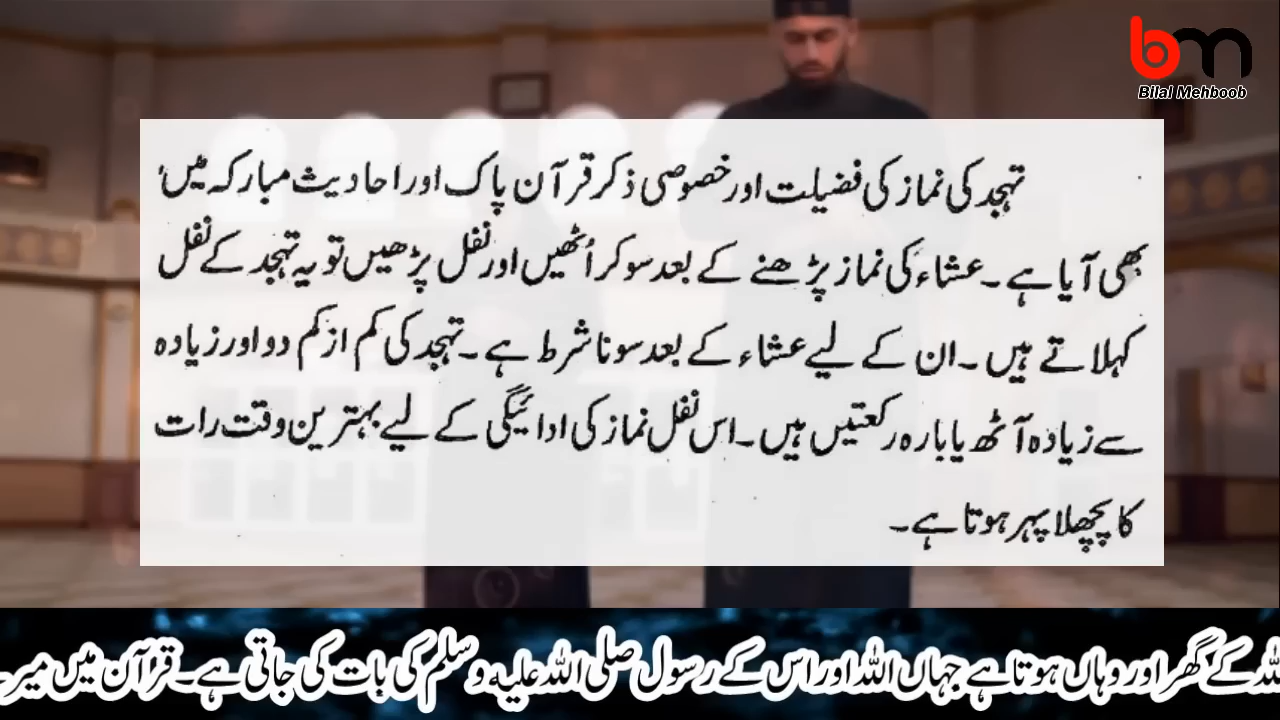 bm
Bilal Mehboob
تہجد کی نماز کی فضیلت اور خصوصی ذکر قرآن پاک اور احادیث مبارکہ میں
بھی آیا ہے۔ عشاء کی نماز پڑھنے کے بعد سو کر اُٹھیں اور نفل پڑھیں تو یہ تہجد کے نفل
کہلاتے ہیں۔ ان کے لیے عشاء کے بعد سونا شرط ہے۔ تہجد کی کم از کم دو اور زیادہ
سے زیادہ آٹھ یا بارہ رکعتیں ہیں۔ اس نفل نماز کی ادائیگی کے لیے بہترین وقت رات
کا پچھلا پہر ہوتا ہے۔
کے گھر اور وہاں ہوتا ہے جہاں اللہ اور اس کے رسول صلی اللہ علیہ وسلم کی بات کی جاتی ہے۔ قرآن میں